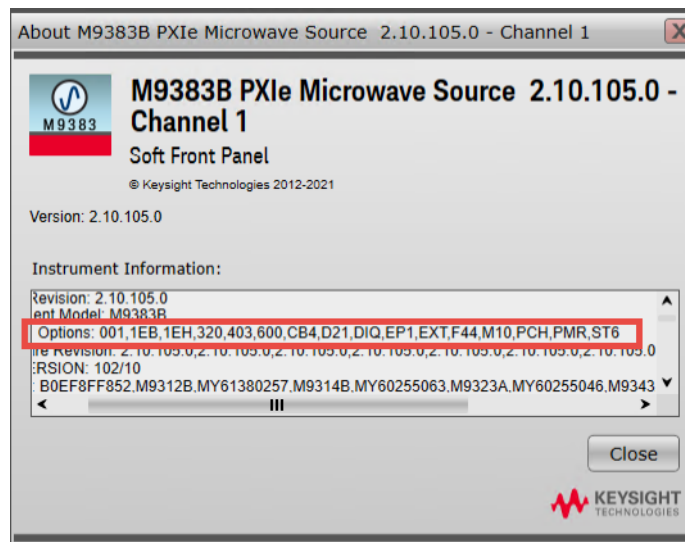 About M9383B PXIe Microwave Source 2.10.105.0 - Channel 1
X
M9383
M9383B PXIe Microwave Source 2.10.105.0 -
Channel 1
Soft Front Panel
© Keysight Technologies 2012-2021
Version: 2.10.105.0
Instrument Information:
Revision: 2.10.105.0
ent Model: M9383B
Options: 001,1EB,1EH,320,403,600,CB4,D21,DIQ,EP1,EXT,F44,M10,PCH,PMR,ST6
re Revision: 2.10.105.0,2.10.105.0,2.10.105.0,2.10.105.0,2.10.105.0,2.10.105.0,2.10.105.0
ERSION: 102/10
: B0EF8FF852,M9312B,MY61380257,M9314B,MY60255063,M9323A,MY60255046,M9343
Close
KEYSIGHT
TECHNOLOGIES